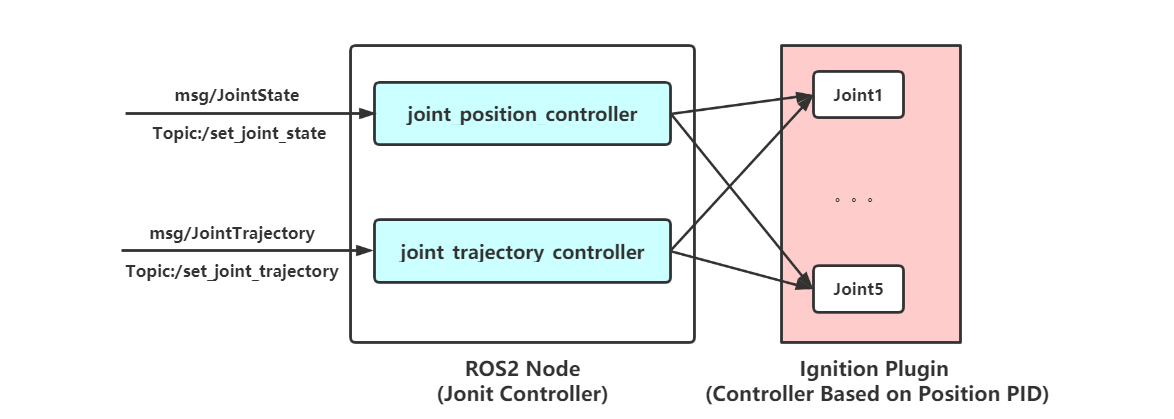 msg/JointState
Topic:/set_joint_state
joint position controller
Joint1
。。。
msg/JointTrajectory
Topic:/set_joint_trajectory
joint trajectory controller
Joint5
ROS2 Node
(Jonit Controller)
Ignition Plugin
(Controller Based on Position PID)